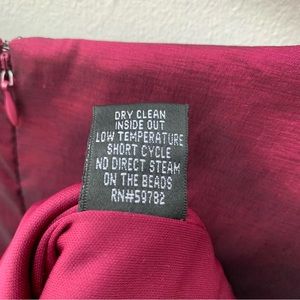 DRY CLEAN
INSIDE OUT
LOW TEMPERATURE
SHORT CYCLE
NO DIRECT STEAM
ON THE BEADS
RN#59782